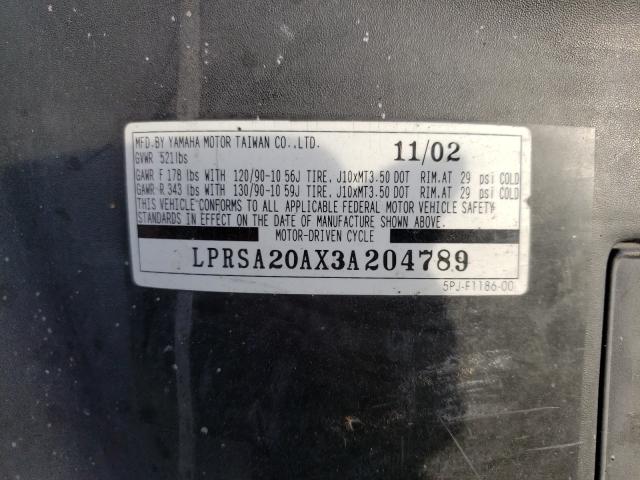 MFD.BY YAMAHA MOTOR TAIWAN CO.,LTD. 11/02
GVWR 521lbs
GAWR F 178 lbs WITH 120/90-10 56J TIRE. J10xMT3.50 DOT RIM.AT 29 psi COLD
GAWR R 343 lbs WITH 130/90-10 59J TIRE. J10xMT3.50 DOT RIM.AT 29 psi COLD
THIS VEHICLE CONFORMS TO ALL APPLICABLE FEDERAL MOTOR VEHICLE SAFETY
STANDARDS IN EFFECT ON THE DATE OF MANUFACTURE SHOWN ABOVE.
MOTOR-DRIVEN CYCLE
LPRSA20AX3A204789
5PJ-F1186-00